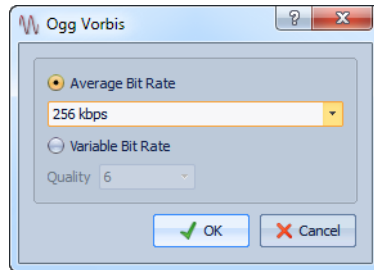 Ogg Vorbis
Average Bit Rate
256 kbps
Variable Bit Rate
Quality 6
OK Cancel